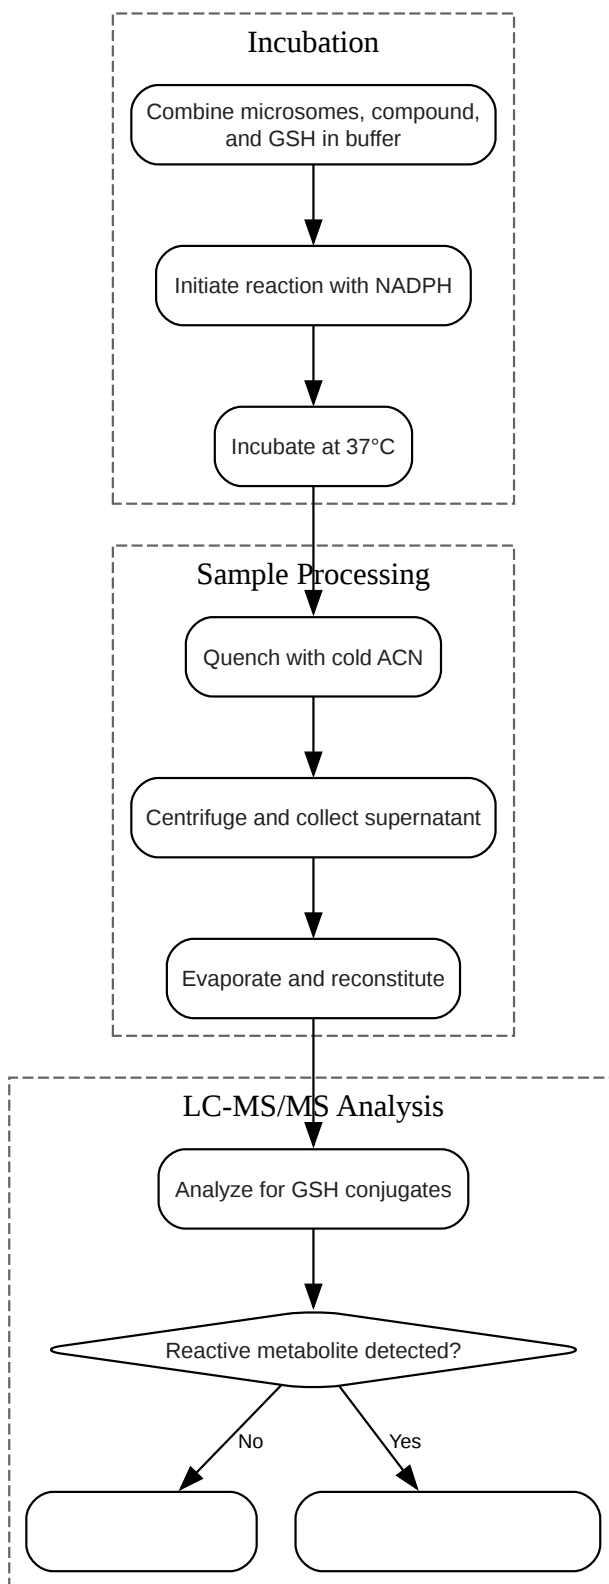 Incubation
Combine microsomes, compound,
and GSH in buffer
Initiate reaction with NADPH
Incubate at 37°C
Sample Processing
Quench with cold ACN
Centrifuge and collect supernatant
Evaporate and reconstitute
LC-MS/MS Analysis
Analyze for GSH conjugates
Reactive metabolite detected?
No
Yes